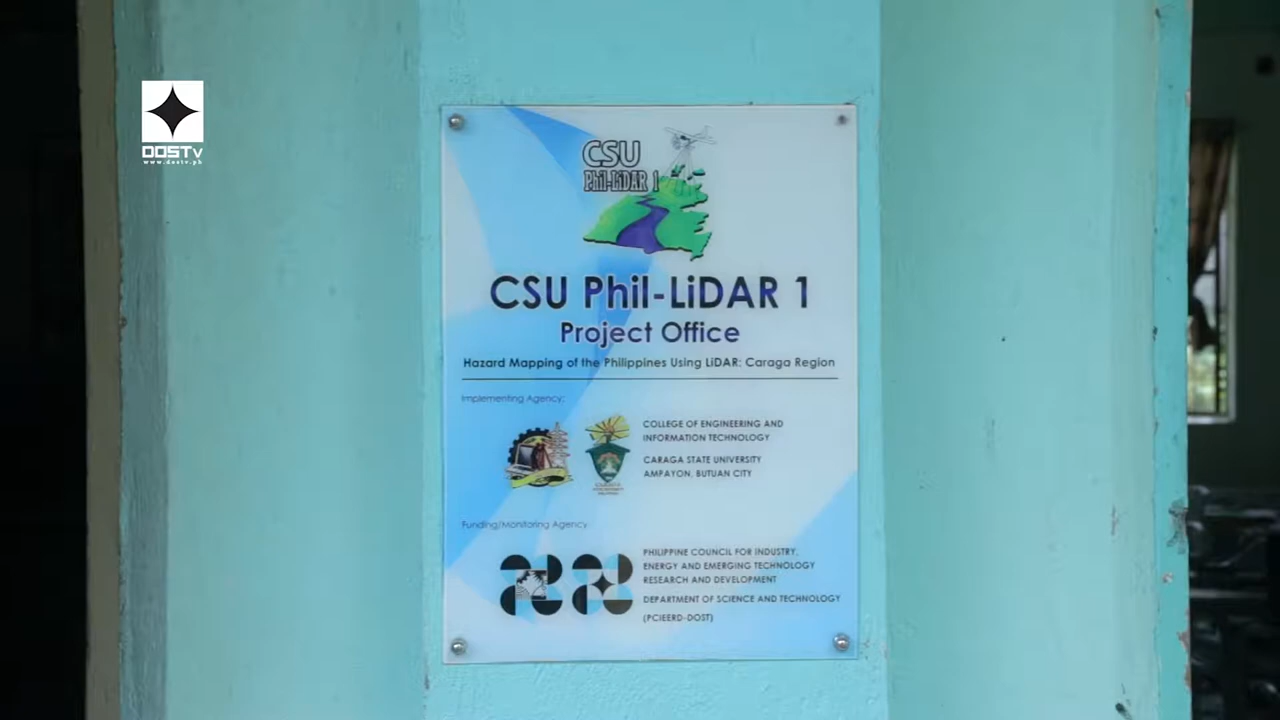 DOSTv
www.dostv.ph
CSU
Phil-LiDAR 1
CSU Phil-LiDAR 1
Project Office
Hazard Mapping of the Philippines Using LiDAR: Caraga Region
Implementing Agency:
COLLEGE OF ENGINEERING AND
INFORMATION TECHNOLOGY
CARAGA STATE UNIVERSITY
AMPAYON, BUTUAN CITY
Funding/Monitoring Agency:
PHILIPPINE COUNCIL FOR INDUSTRY,
ENERGY AND EMERGING TECHNOLOGY
RESEARCH AND DEVELOPMENT
DEPARTMENT OF SCIENCE AND TECHNOLOGY
(PCIEERD-DOST)